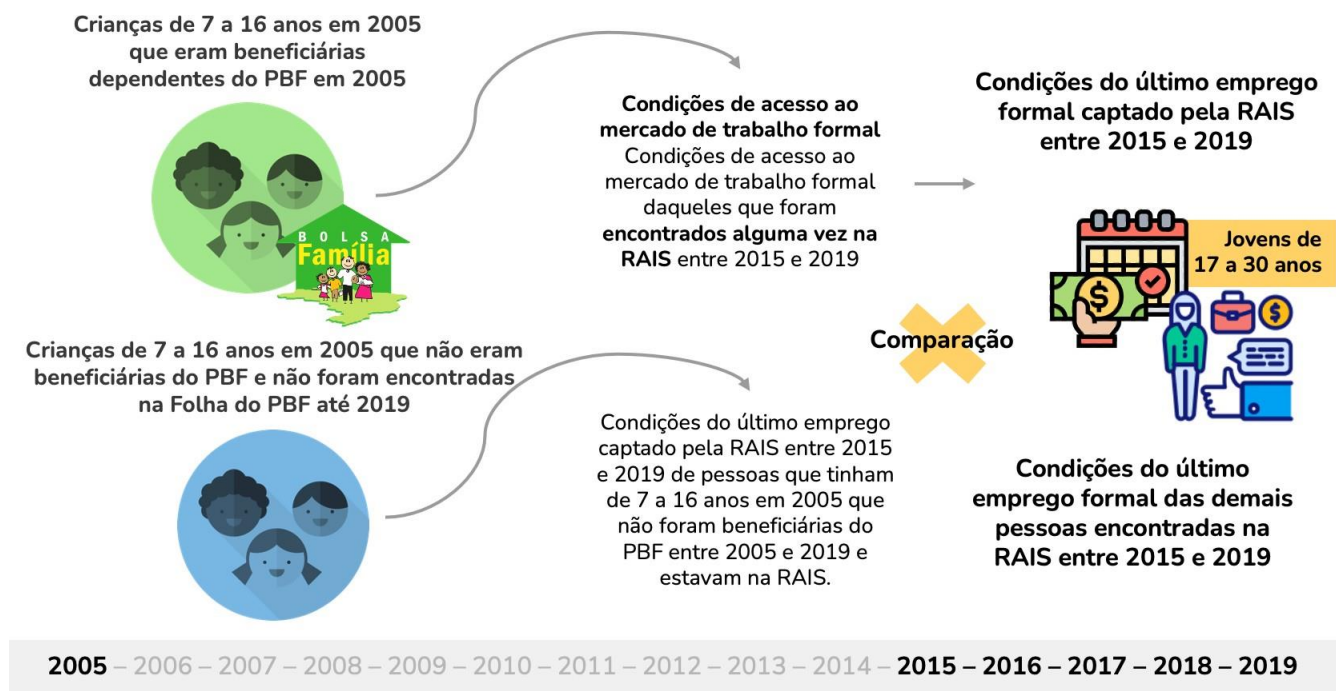 Crianças de 7 a 16 anos em 2005
que eram beneficiárias
dependentes do PBF em 2005
BOLSA
Família
Condições de acesso ao
mercado de trabalho formal
Condições de acesso ao
mercado de trabalho formal
daqueles que foram
encontrados alguma vez na
RAIS entre 2015 e 2019
Condições do último emprego
formal captado pela RAIS
entre 2015 e 2019
Jovens de
17 a 30 anos
Comparação
Crianças de 7 a 16 anos em 2005 que não eram
beneficiárias do PBF e não foram encontradas
na Folha do PBF até 2019
Condições do último emprego
captado pela RAIS entre 2015
e 2019 de pessoas que tinham
de 7 a 16 anos em 2005 que
não foram beneficiárias do
PBF entre 2005 e 2019 e
estavam na RAIS.
Condições do último
emprego formal das demais
pessoas encontradas na
RAIS entre 2015 e 2019
2005 – 2006 – 2007 – 2008 – 2009 – 2010 – 2011 – 2012 – 2013 – 2014 – 2015 – 2016 – 2017 – 2018 – 2019